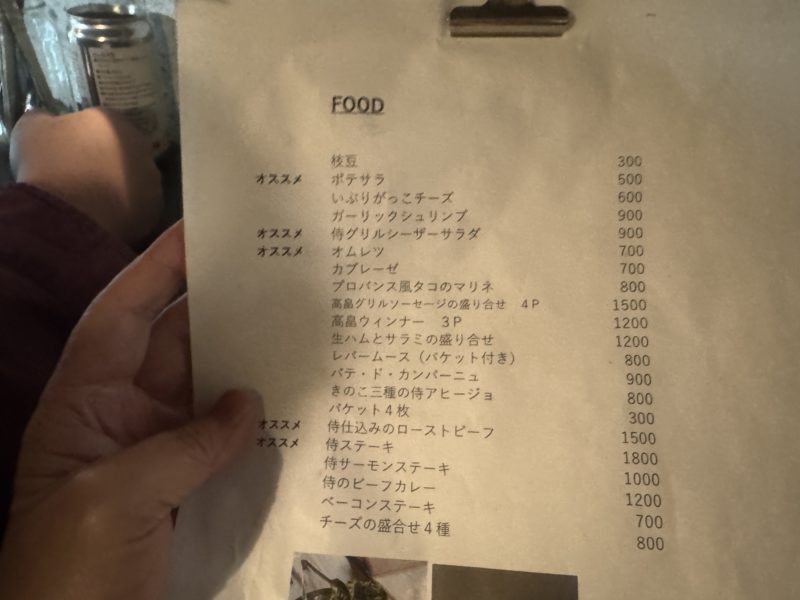 FOOD
枝豆 300
オススメ ポテサラ 500
いぶりがっこチーズ 600
ガーリックシュリンプ 900
オススメ 侍グリルシーザーサラダ 900
オススメ オムレツ 700
カプレーゼ 700
プロバンス風タコのマリネ 800
高畠グリルソーセージの盛り合せ 4P 1500
高畠ウィンナー 3P 1200
生ハムとサラミの盛り合せ 1200
レバームース（バケット付き） 800
パテ・ド・カンパーニュ 900
きのこ三種の侍アヒージョ 800
バケット4枚 300
オススメ 侍仕込みのローストビーフ 1500
オススメ 侍ステーキ 1800
侍サーモンステーキ 1000
侍のビーフカレー 1200
ベーコンステーキ 700
チーズの盛合せ4種 800